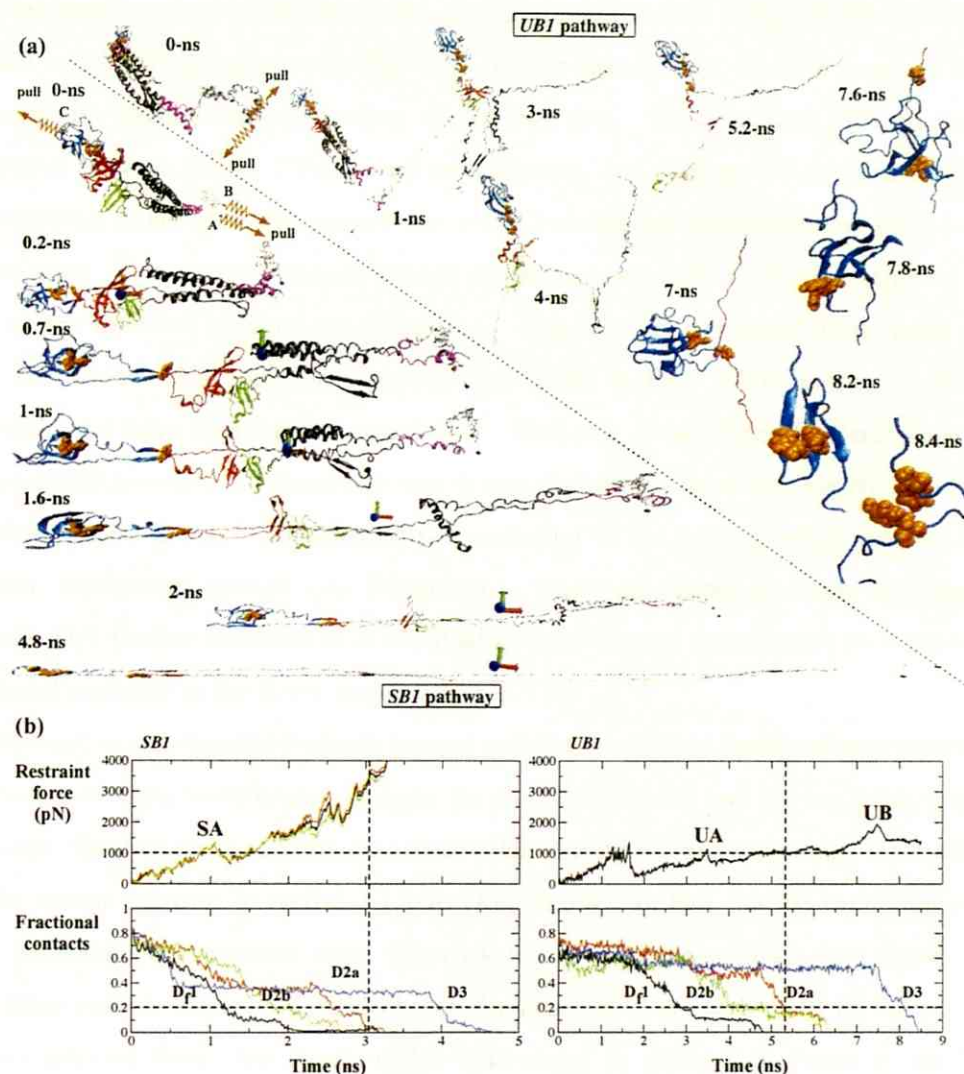 UB1 pathway
(a)
0-ns
0-ns
pull
C
pull
pull
B
A
pull
1-ns
3-ns
5.2-ns
7.6-ns
0.2-ns
4-ns
7-ns
7.8-ns
0.7-ns
8.2-ns
1-ns
8.4-ns
1.6-ns
2-ns
4.8-ns
SB1 pathway
(b)
SB1
UB1
Restraint
force
(pN)
4000
3000
2000
1000
0
SA
4000
3000
2000
1000
0
UA
UB
Fractional
contacts
1
0.8
0.6
0.4
0.2
0
Df1
D2b
D2a
D3
1
0.8
0.6
0.4
0.2
0
Df1
D2b
D2a
D3
0 1 2 3 4 5
0 1 2 3 4 5 6 7 8 9
Time (ns)
Time (ns)